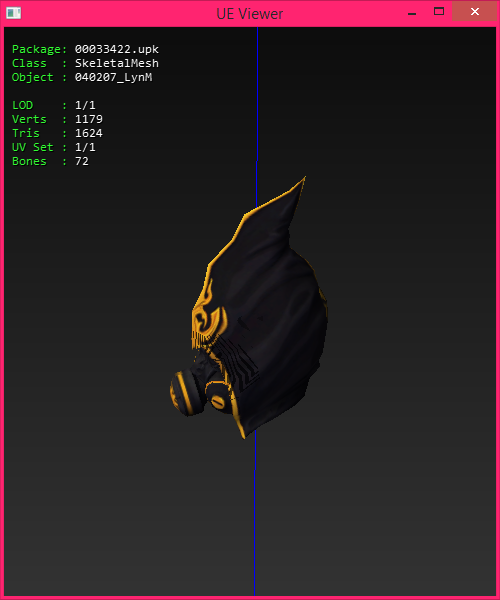 UE Viewer
Package: 00033422.upk
Class : SkeletalMesh
Object : 040207_LynM
LOD : 1/1
Verts : 1179
Tris : 1624
UV Set : 1/1
Bones : 72